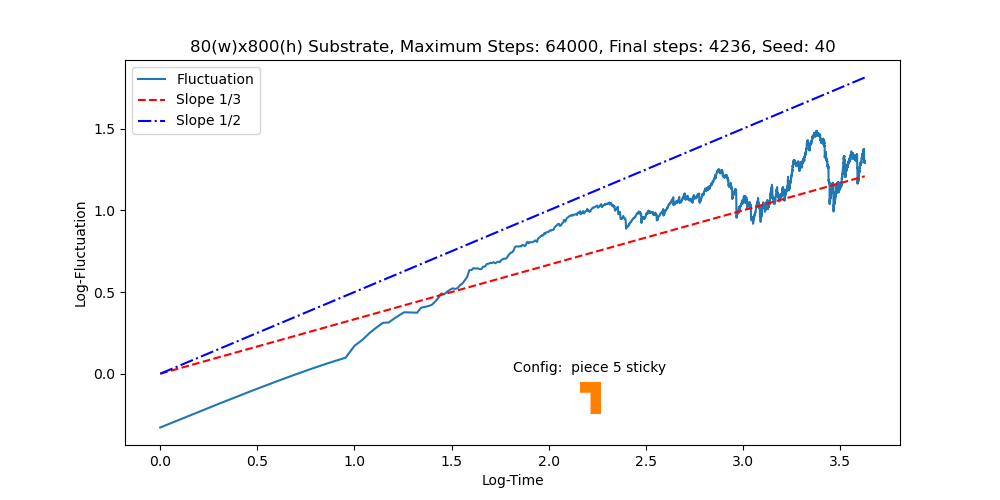 80(w)x800(h) Substrate, Maximum Steps: 64000, Final steps: 4236, Seed: 40
Fluctuation
Slope 1/3
Slope 1/2
1.5
1.0
0.5
0.0
Log-Fluctuation
Config:  piece 5 sticky
0.0 0.5 1.0 1.5 2.0 2.5 3.0 3.5
Log-Time